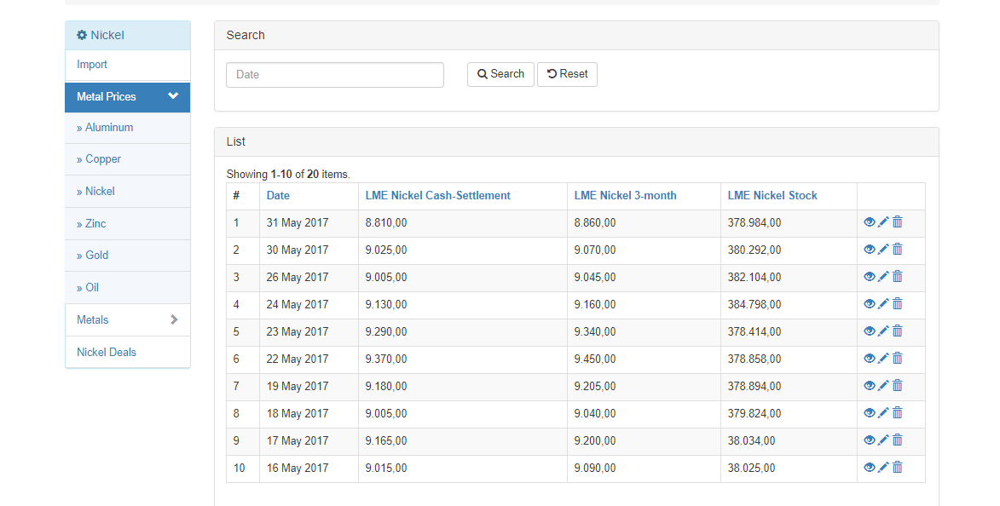 Nickel
Import
Metal Prices
» Aluminum
» Copper
» Nickel
» Zinc
» Gold
» Oil
Metals
Nickel Deals
Search
Date
Search Reset
List
Showing 1-10 of 20 items.
# Date LME Nickel Cash-Settlement LME Nickel 3-month LME Nickel Stock
1 31 May 2017 8.810,00 8.860,00 378.984,00
2 30 May 2017 9.025,00 9.070,00 380.292,00
3 26 May 2017 9.005,00 9.045,00 382.104,00
4 24 May 2017 9.130,00 9.160,00 384.798,00
5 23 May 2017 9.290,00 9.340,00 378.414,00
6 22 May 2017 9.370,00 9.450,00 378.858,00
7 19 May 2017 9.180,00 9.205,00 378.894,00
8 18 May 2017 9.005,00 9.040,00 379.824,00
9 17 May 2017 9.165,00 9.200,00 38.034,00
10 16 May 2017 9.015,00 9.090,00 38.025,00